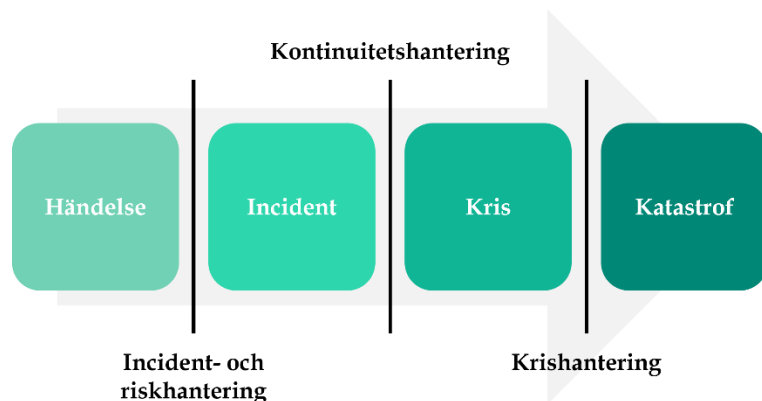 Kontinuitetshantering
Händelse
Incident
Kris
Katastrof
Incident- och
riskhantering
Krishantering